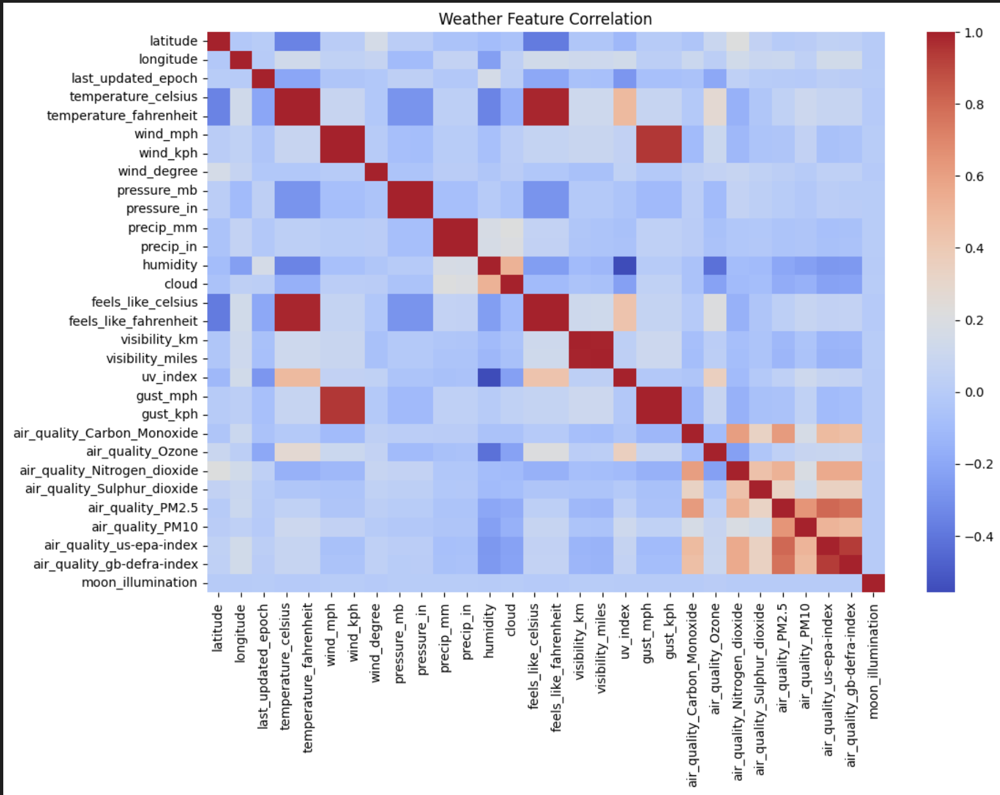 Weather Feature Correlation
latitude
longitude
last_updated_epoch
temperature_celsius
temperature_fahrenheit
wind_mph
wind_kph
wind_degree
pressure_mb
pressure_in
precip_mm
precip_in
humidity
cloud
feels_like_celsius
feels_like_fahrenheit
visibility_km
visibility_miles
uv_index
gust_mph
gust_kph
air_quality_Carbon_Monoxide
air_quality_Ozone
air_quality_Nitrogen_dioxide
air_quality_Sulphur_dioxide
air_quality_PM2.5
air_quality_PM10
air_quality_us-epa-index
air_quality_gb-defra-index
moon_illumination
latitude
longitude
last_updated_epoch
temperature_celsius
temperature_fahrenheit
wind_mph
wind_kph
wind_degree
pressure_mb
pressure_in
precip_mm
precip_in
humidity
cloud
feels_like_celsius
feels_like_fahrenheit
visibility_km
visibility_miles
uv_index
gust_mph
gust_kph
air_quality_Carbon_Monoxide
air_quality_Ozone
air_quality_Nitrogen_dioxide
air_quality_Sulphur_dioxide
air_quality_PM2.5
air_quality_PM10
air_quality_us-epa-index
air_quality_gb-defra-index
moon_illumination
1.0
0.8
0.6
0.4
0.2
0.0
−0.2
−0.4